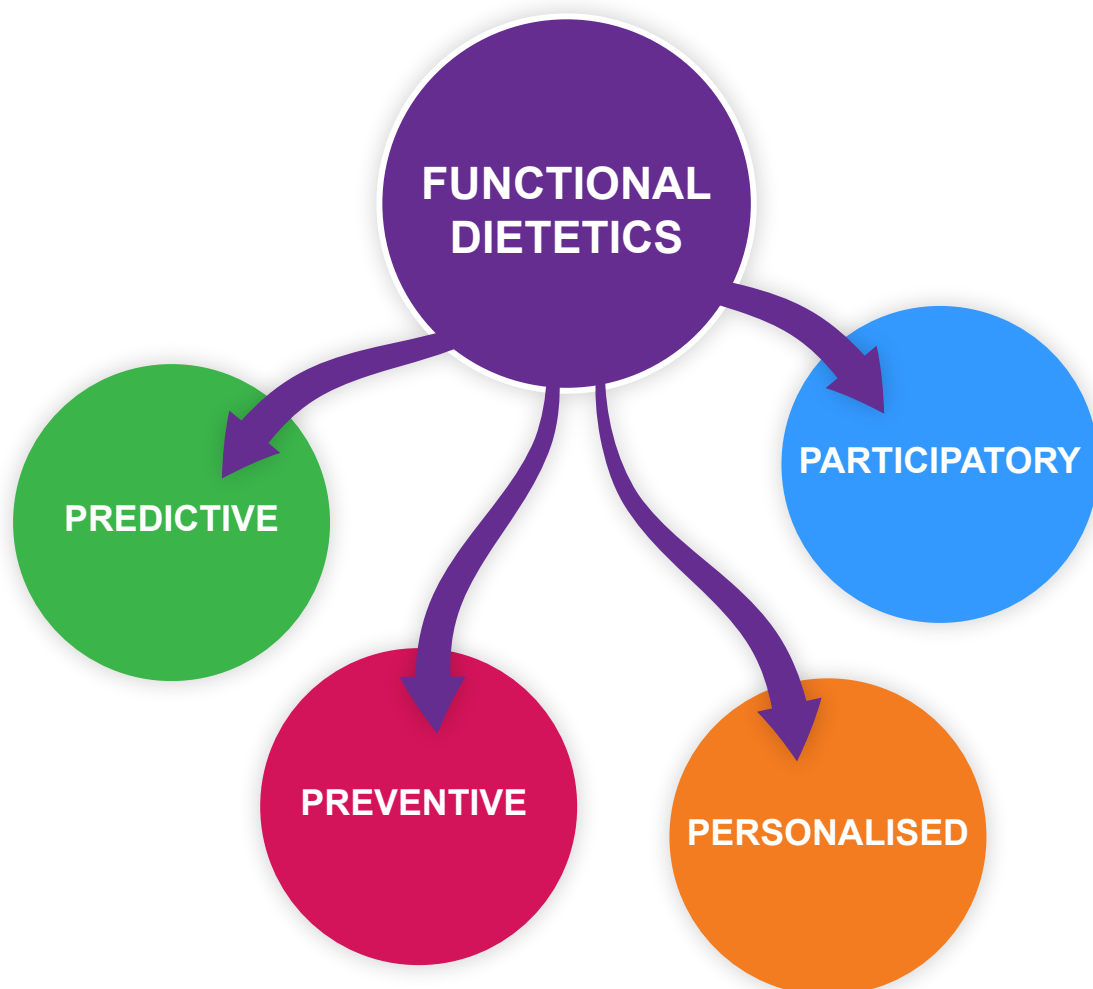 FUNCTIONAL
DIETETICS
PARTICIPATORY
PREDICTIVE
PREVENTIVE
PERSONALISED